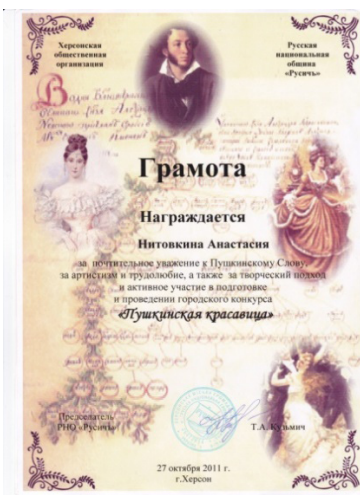 Херсонская
общественная
организация
Русская
национальная
община
«Русичъ»
Грамота
Награждается
Нитовкина Анастасия
за почтительное уважение к Пушкинскому Слову,
за артистизм и трудолюбие, а также за творческий подход
и активное участие в подготовке
и проведении городского конкурса
«Пушкинская красавица»
Председатель
РНО «Русичъ»
Т.А. Кузьмич
27 октября 2011 г.
г.Херсон